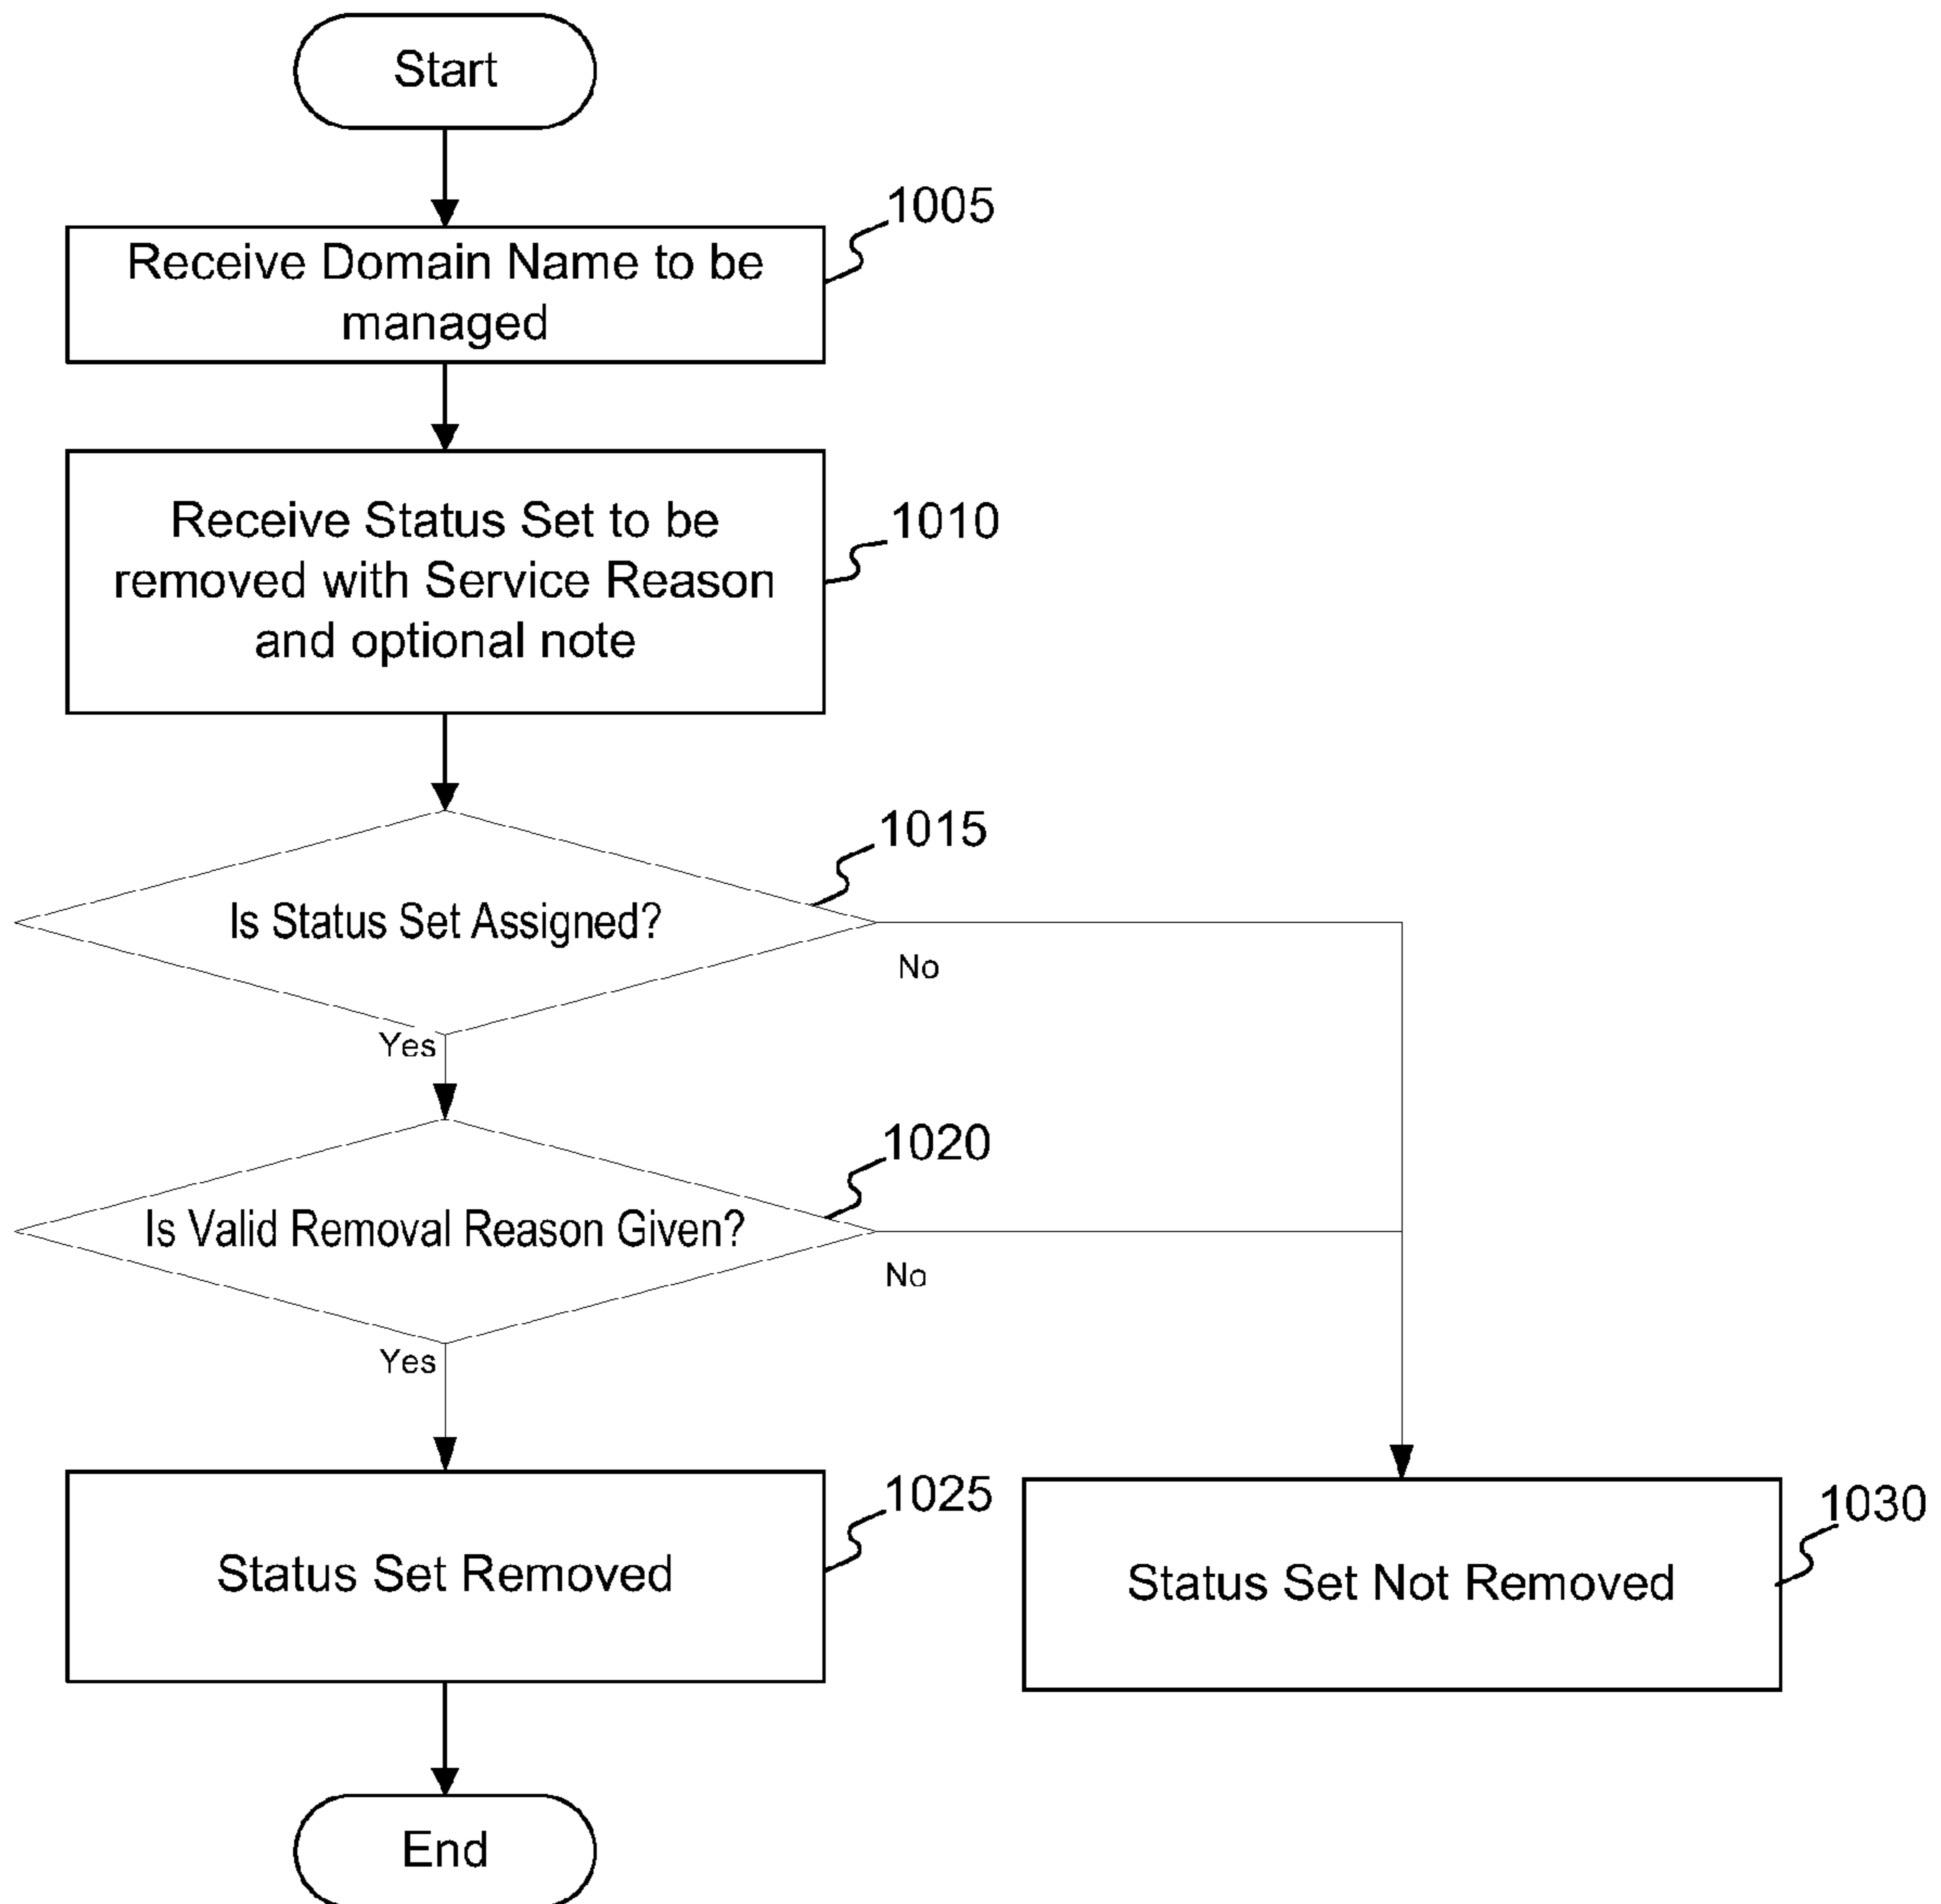 Start
1005
Receive Domain Name to be
managed
1010
Receive Status Set to be
removed with Service Reason
and optional note
1015
Is Status Set Assigned?
No
Yes
1020
Is Valid Removal Reason Given?
No
Yes
1025
Status Set Removed
1030
Status Set Not Removed
End